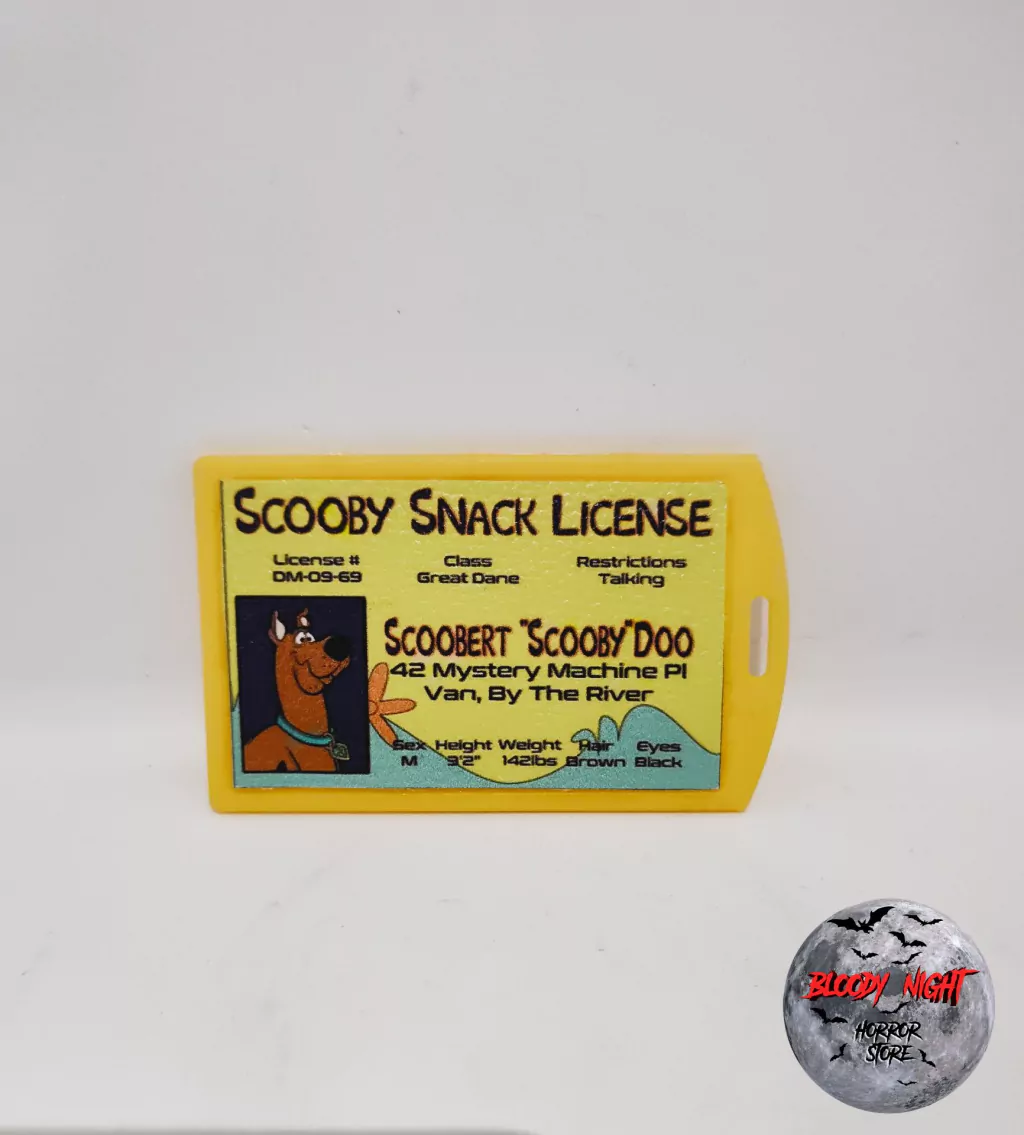 SCOOBY SNACK LICENSE
License # Class Restrictions
DM-09-69 Great Dane Talking
SCOOBERT "SCOOBY" DOO
42 Mystery Machine Pl
Van, By The River
Sex Height Weight Hair Eyes
M 9'2" 142lbs Brown Black
BLOODY NIGHT
HORROR
STORE